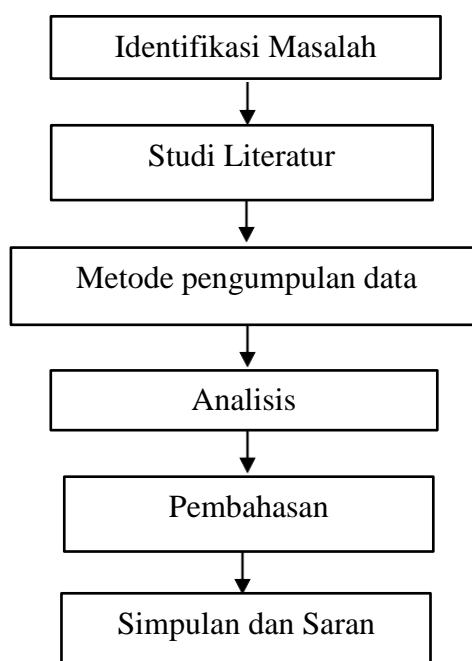 Identifikasi Masalah
Studi Literatur
Metode pengumpulan data
Analisis
Pembahasan
Simpulan dan Saran